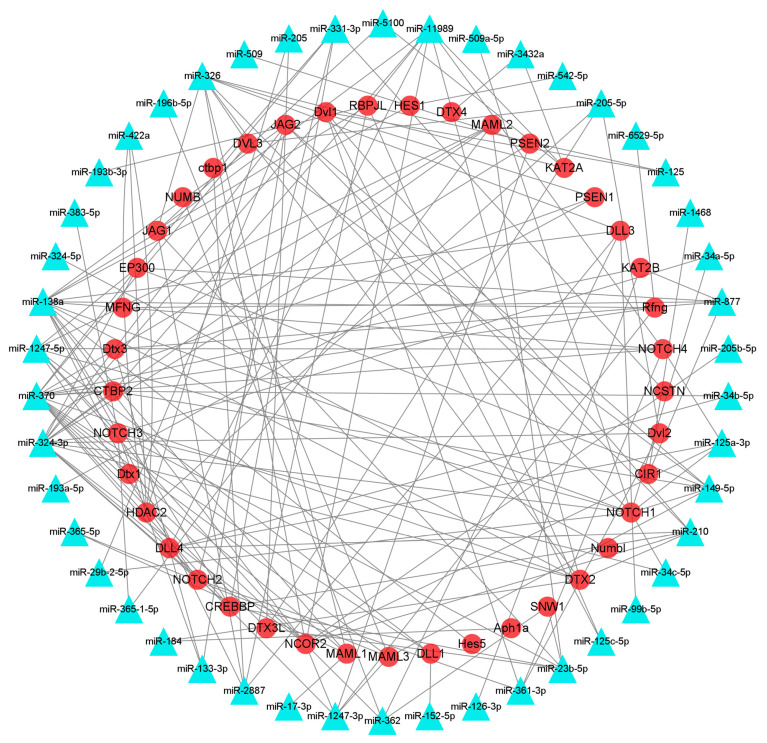 miR-5100
miR-331-3p
miR-11989
miR-205
miR-509a-5p
miR-509
miR-3432a
miR-326
miR-542-5p
miR-196b-5p
miR-205-5p
miR-422a
miR-6529-5p
miR-193b-3p
miR-125
miR-383-5p
miR-1468
miR-324-5p
miR-34a-5p
miR-138a
miR-877
miR-1247-5p
miR-205b-5p
miR-370
miR-34b-5p
miR-324-3p
miR-125a-3p
miR-193a-5p
miR-149-5p
miR-365-5p
miR-210
miR-29b-2-5p
miR-34c-5p
miR-365-1-5p
miR-99b-5p
miR-184
miR-125c-5p
miR-133-3p
miR-23b-5p
miR-2887
miR-361-3p
miR-17-3p
miR-126-3p
miR-1247-3p
miR-152-5p
miR-362
RBPJL
HES1
Dvl1
DTX4
JAG2
MAML2
DVL3
PSEN2
ctbp1
KAT2A
NUMB
PSEN1
JAG1
DLL3
EP300
KAT2B
MFNG
Rfng
Dtx3
NOTCH4
CTBP2
NCSTN
NOTCH3
Dvl2
Dtx1
CIR1
HDAC2
NOTCH1
DLL4
Numbl
NOTCH2
DTX2
CREBBP
SNW1
DTX3L
Aph1a
NCOR2
Hes5
MAML1
MAML3
DLL1